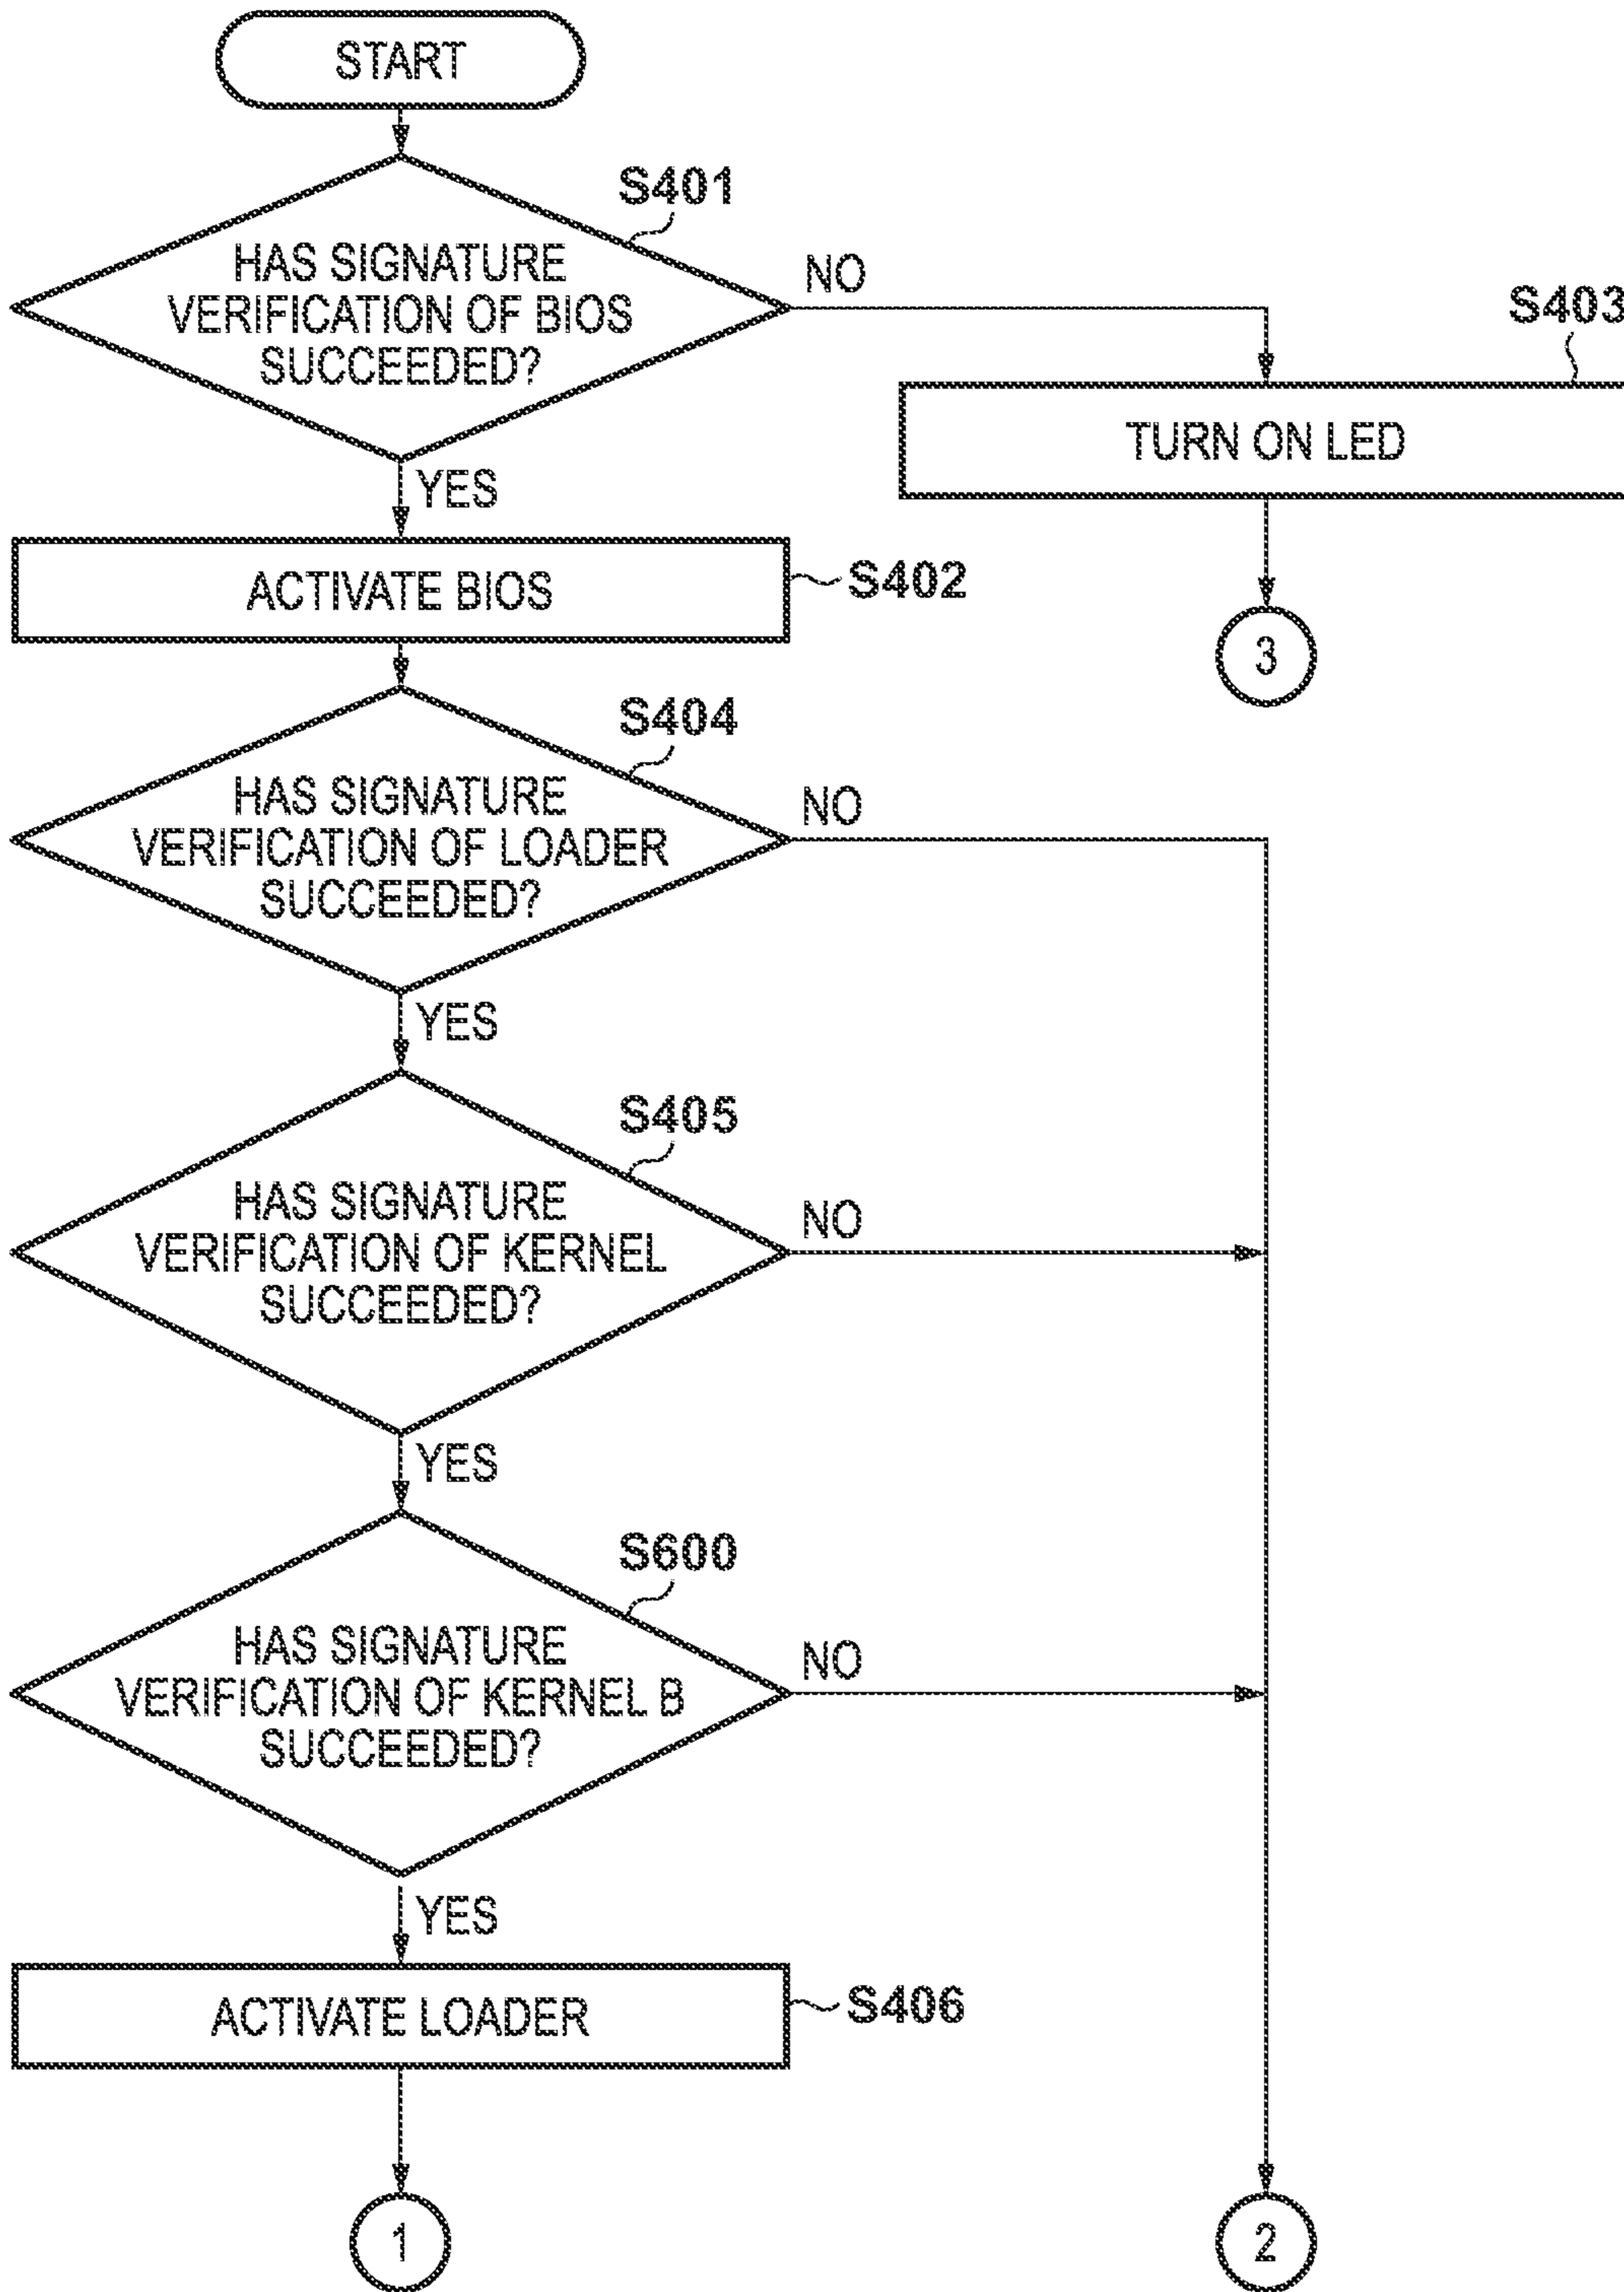 START
S401
HAS SIGNATURE
VERIFICATION OF BIOS
SUCCEEDED?
NO
S403
TURN ON LED
YES
ACTIVATE BIOS
S402
3
S404
HAS SIGNATURE
VERIFICATION OF LOADER
SUCCEEDED?
NO
YES
S405
HAS SIGNATURE
VERIFICATION OF KERNEL
SUCCEEDED?
NO
YES
S600
HAS SIGNATURE
VERIFICATION OF KERNEL B
SUCCEEDED?
NO
YES
ACTIVATE LOADER
S406
1
2